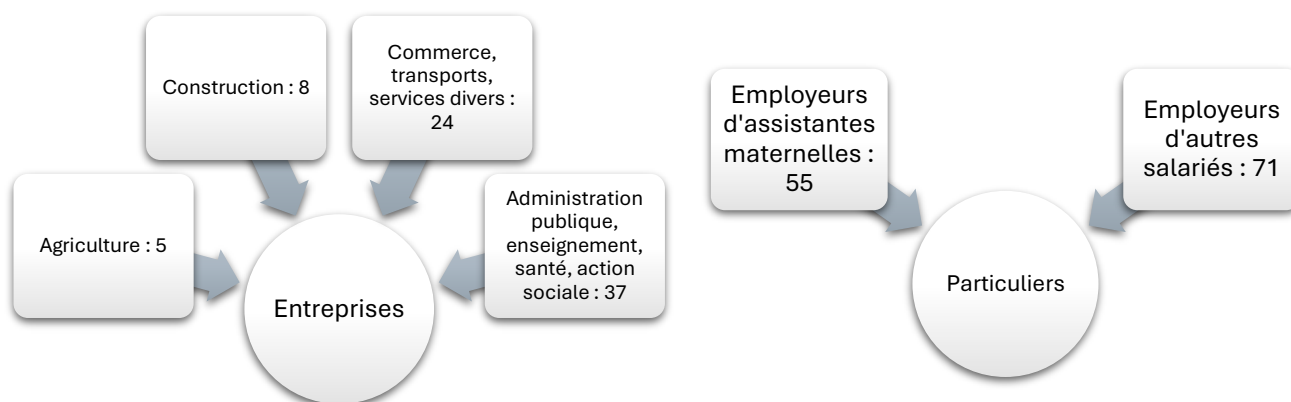 Agriculture : 5
Construction : 8
Commerce,
transports,
services divers :
24
Administration
publique,
enseignement,
santé, action
sociale : 37
Entreprises
Employeurs
d'assistantes
maternelles :
55
Employeurs
d'autres
salariés : 71
Particuliers